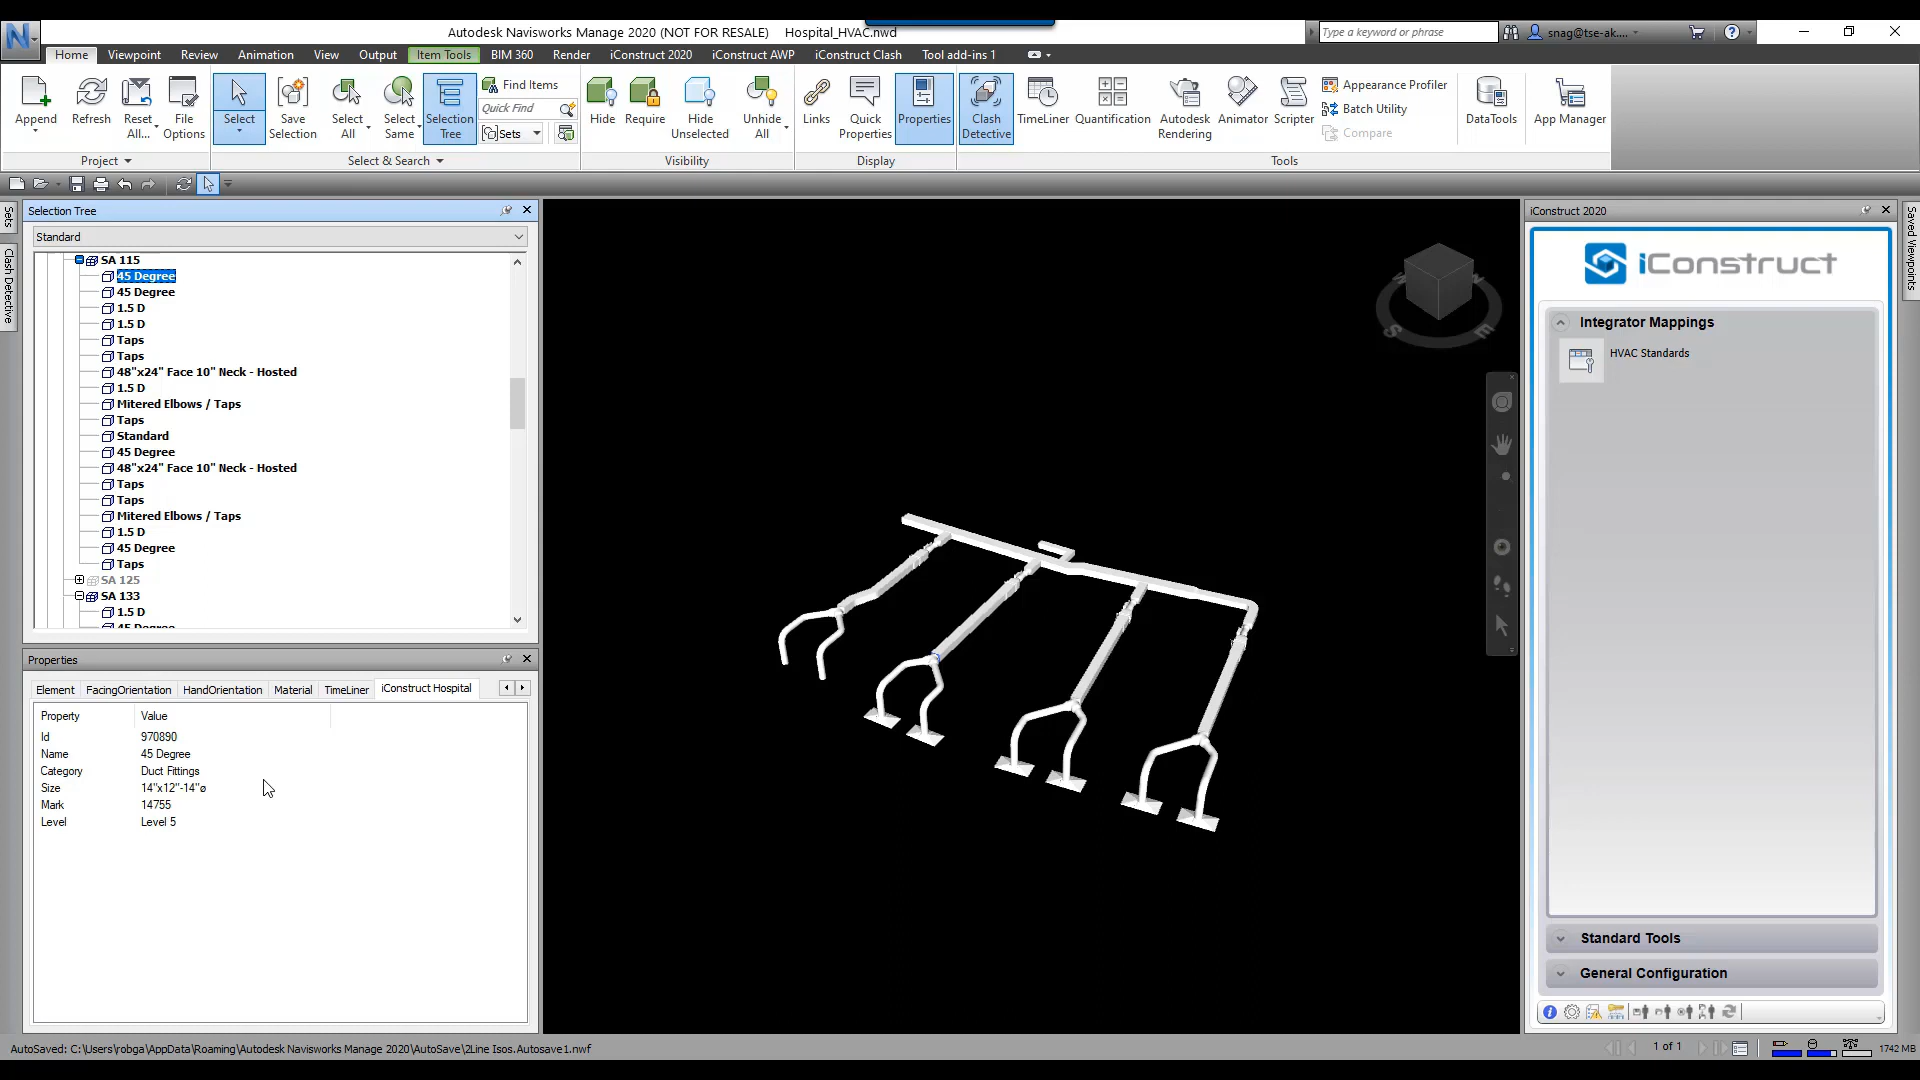 Autodesk Navisworks Manage 2020 (NOT FOR RESALE) Hospital_HVAC.nwd
Type a keyword or phrase
snag@tse-ak....
Home Viewpoint Review Animation View Output Item Tools BIM 360 Render iConstruct 2020 iConstruct AWP iConstruct Clash Tool add-ins 1
Append
Refresh
Reset All...
File Options
Project
Select
Save Selection
Select All
Select Same
Selection Tree
Find Items
Quick Find
Sets
Select & Search
Hide
Require
Hide Unselected
Unhide All
Visibility
Links
Quick Properties
Properties
Display
Clash Detective
TimeLiner
Quantification
Autodesk Rendering
Animator
Scripter
Appearance Profiler
Batch Utility
Compare
Tools
DataTools
App Manager
Sets
Clash Detective
Selection Tree
Standard
SA 115
45 Degree
45 Degree
1.5 D
1.5 D
Taps
Taps
48"x24" Face 10" Neck - Hosted
1.5 D
Mitered Elbows / Taps
Taps
Standard
45 Degree
48"x24" Face 10" Neck - Hosted
Taps
Taps
Mitered Elbows / Taps
1.5 D
45 Degree
Taps
SA 125
SA 133
1.5 D
45 Degree
Properties
Element FacingOrientation HandOrientation Material TimeLiner iConstruct Hospital
Property Value
Id 970890
Name 45 Degree
Category Duct Fittings
Size 14"x12"-14"ø
Mark 14755
Level Level 5
S
E
iConstruct 2020
iConstruct
Integrator Mappings
HVAC Standards
Standard Tools
General Configuration
Saved Viewpoints
AutoSaved: C:\Users\robga\AppData\Roaming\Autodesk Navisworks Manage 2020\AutoSave\2Line Isos.Autosave1.nwf
1 of 1
1742 MB